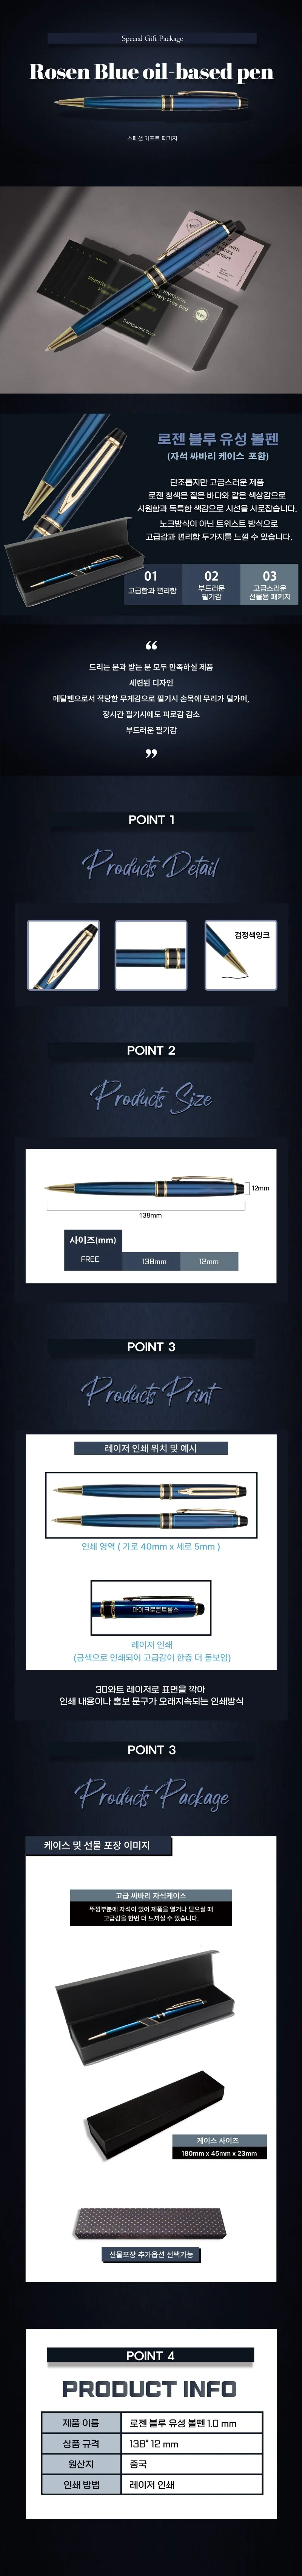 Special Gift Package
Rosen Blue oil-based pen
스페셜 기프트 패키지
로젠 블루 유성 볼펜
(자석 싸바리 케이스 포함)
단조롭지만 고급스러운 제품
로젠 청색은 짙은 바다와 같은 색상감으로
시원함과 독특한 색감으로 시선을 사로잡습니다.
노크방식이 아닌 트위스트 방식으로
고급감과 편리함 두가지를 느낄 수 있습니다.
01
고급함과 편리함
02
부드러운
필기감
03
고급스러운
선물용 패키지
“
드리는 분과 받는 분 모두 만족하실 제품
세련된 디자인
메탈펜으로서 적당한 무게감으로 필기시 손목에 무리가 덜가며,
장시간 필기시에도 피로감 감소
부드러운 필기감
”
POINT 1
Products Detail
검정색잉크
POINT 2
Products Size
12mm
138mm
사이즈(mm)
FREE
138mm
12mm
POINT 3
Products Print
레이저 인쇄 위치 및 예시
인쇄 영역 ( 가로 40mm x 세로 5mm )
마이크로컨트롤스
레이저 인쇄
(금색으로 인쇄되어 고급감이 한층 더 돋보임)
30와트 레이저로 표면을 깍아
인쇄 내용이나 홍보 문구가 오래지속되는 인쇄방식
POINT 3
Products Package
케이스 및 선물 포장 이미지
고급 싸바리 자석케이스
뚜껑부분에 자석이 있어 제품을 열거나 닫으실 때
고급감을 한번 더 느끼실 수 있습니다.
케이스 사이즈
180mm x 45mm x 23mm
선물포장 추가옵션 선택가능
POINT 4
PRODUCT INFO
제품 이름
로젠 블루 유성 볼펜 1.0 mm
상품 규격
138* 12 mm
원산지
중국
인쇄 방법
레이저 인쇄